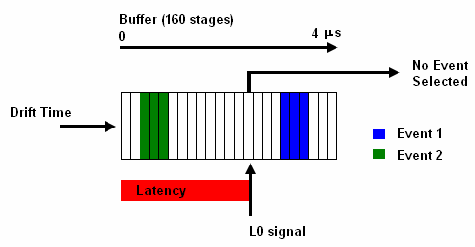 Buffer (160 stages)
0
4 μs
No Event
Selected
Drift Time
Event 1
Event 2
Latency
L0 signal